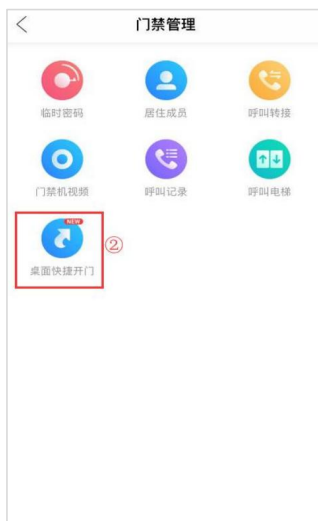 门禁管理
临时密码
居住成员
呼叫转接
门禁机视频
呼叫记录
呼叫电梯
NEW
②
桌面快捷开门